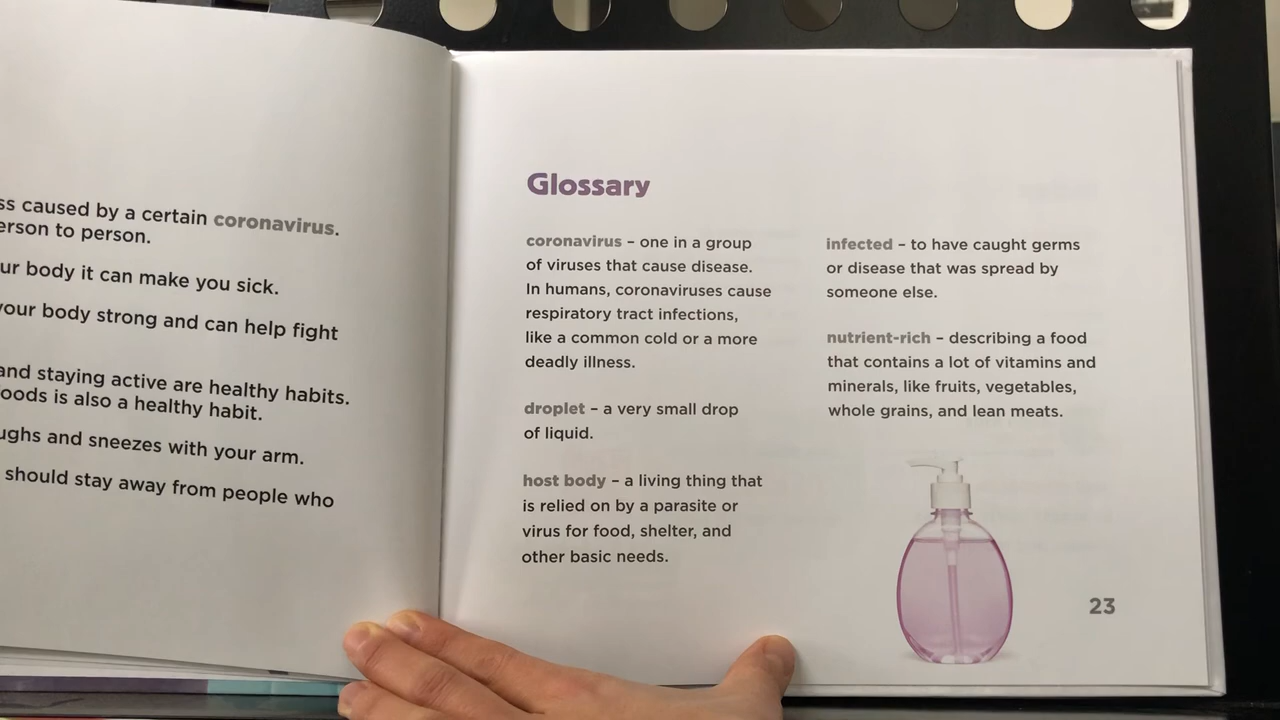 ss caused by a certain coronavirus.
erson to person.
ur body it can make you sick.
your body strong and can help fight
and staying active are healthy habits.
oods is also a healthy habit.
ughs and sneezes with your arm.
should stay away from people who
Glossary
coronavirus – one in a group
of viruses that cause disease.
In humans, coronaviruses cause
respiratory tract infections,
like a common cold or a more
deadly illness.
droplet – a very small drop
of liquid.
host body – a living thing that
is relied on by a parasite or
virus for food, shelter, and
other basic needs.
infected – to have caught germs
or disease that was spread by
someone else.
nutrient-rich – describing a food
that contains a lot of vitamins and
minerals, like fruits, vegetables,
whole grains, and lean meats.
23